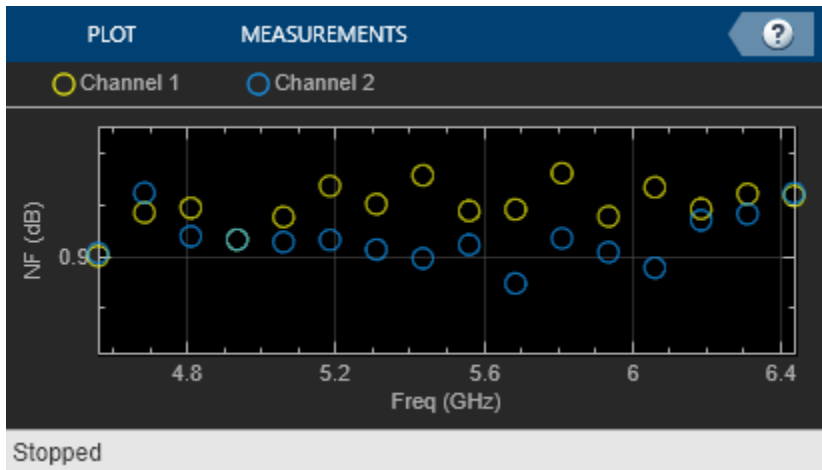 PLOT MEASUREMENTS ?
Channel 1 Channel 2
NF (dB)
0.9
4.8 5.2 5.6 6 6.4
Freq (GHz)
Stopped